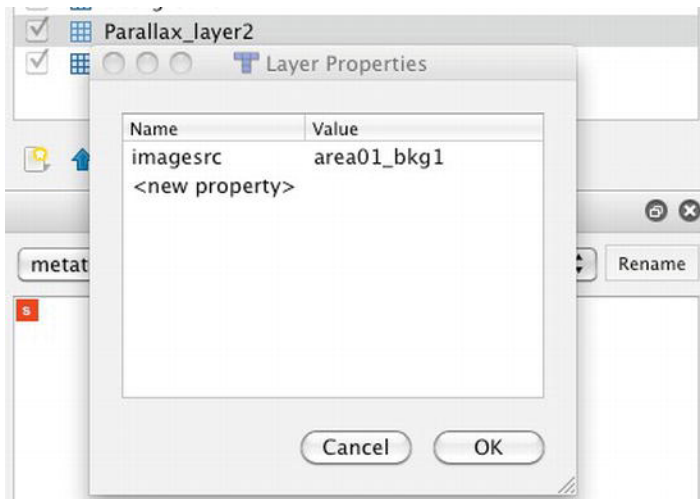 Parallax_layer2
Layer Properties
Name Value
imagesrc area01_bkg1
<new property>
metat Rename
s
Cancel OK